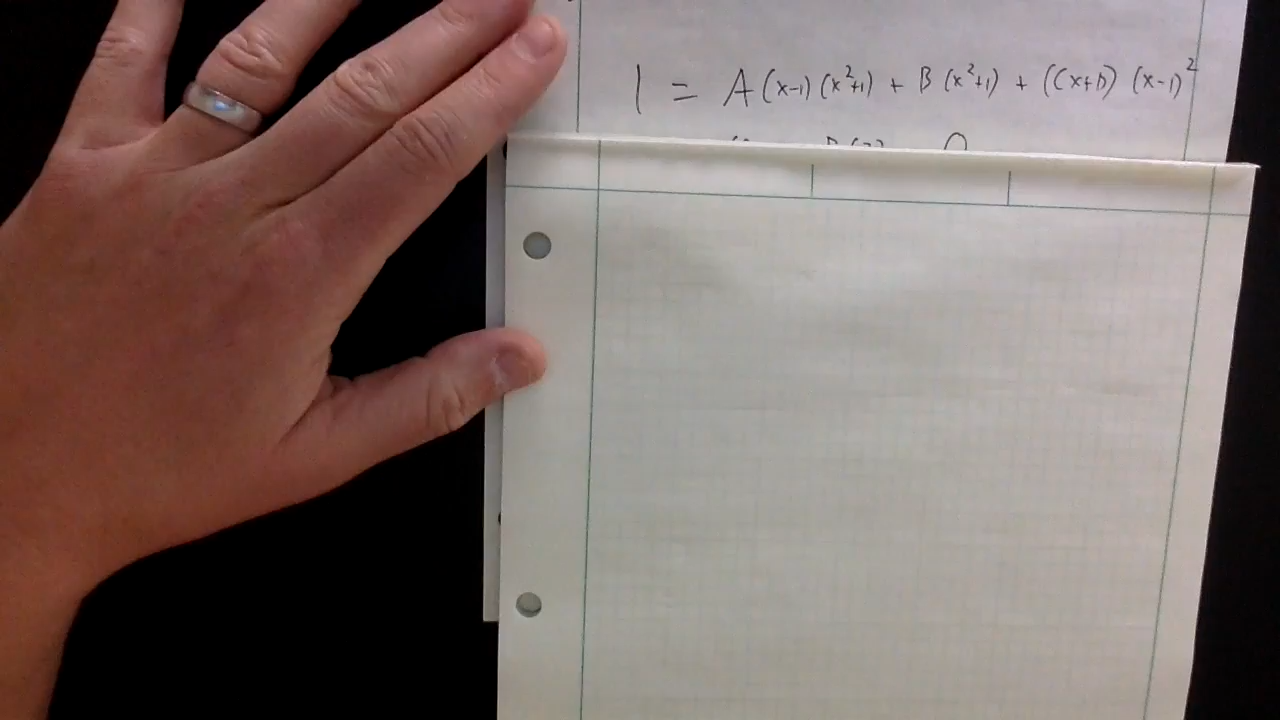 1 = A(x-1)(x²+1) + B(x²+1) + (Cx+D)(x-1)²